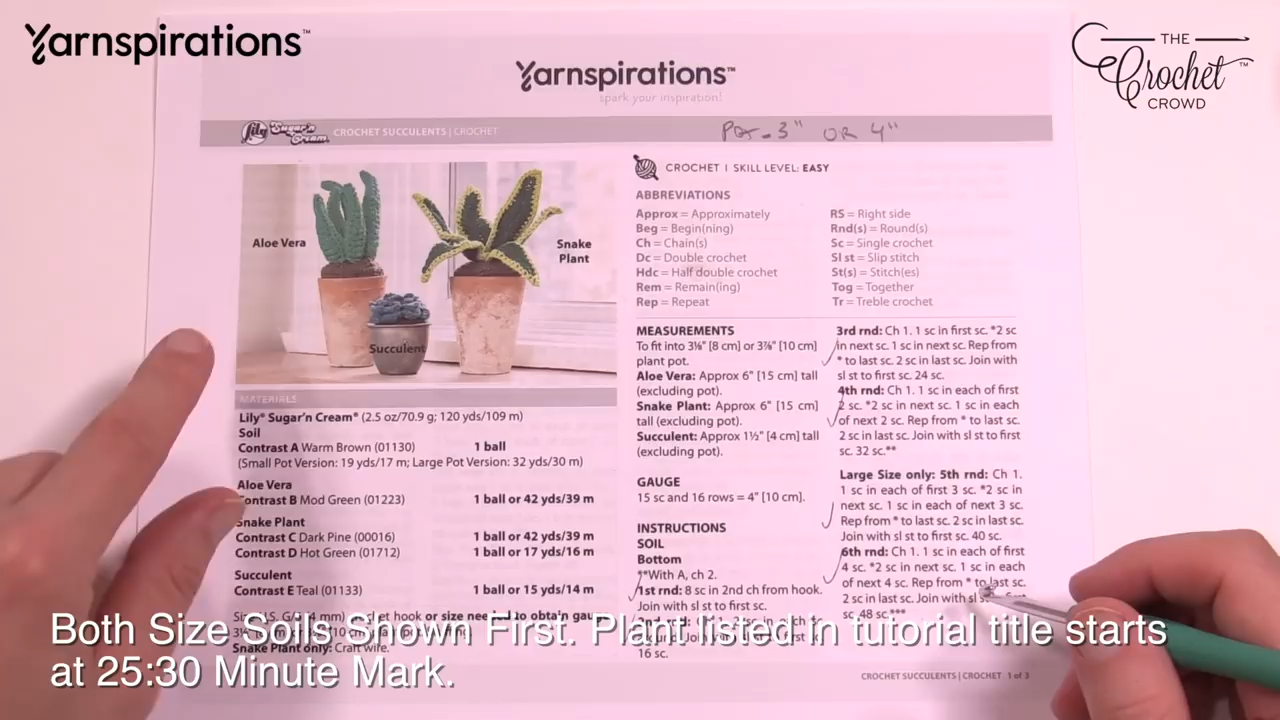 Yarnspirations™
THE
Crochet™
CROWD
Yarnspirations™
spark your inspiration!
Lily Sugar'n Cream CROCHET SUCCULENTS | CROCHET
3" OR 4"
Aloe Vera
Snake
Plant
Succulent
MATERIALS
Lily® Sugar'n Cream® (2.5 oz/70.9 g; 120 yds/109 m)
Soil
Contrast A Warm Brown (01130) 1 ball
(Small Pot Version: 19 yds/17 m; Large Pot Version: 32 yds/30 m)
Aloe Vera
Contrast B Mod Green (01223) 1 ball or 42 yds/39 m
Snake Plant
Contrast C Dark Pine (00016) 1 ball or 42 yds/39 m
Contrast D Hot Green (01712) 1 ball or 17 yds/16 m
Succulent
Contrast E Teal (01133) 1 ball or 15 yds/14 m
hook or size needed to obtain
Snake Plant only: Craft wire.
CROCHET | SKILL LEVEL: EASY
ABBREVIATIONS
Approx = Approximately
Beg = Begin(ning)
Ch = Chain(s)
Dc = Double crochet
Hdc = Half double crochet
Rem = Remain(ing)
Rep = Repeat
RS = Right side
Rnd(s) = Round(s)
Sc = Single crochet
Sl st = Slip stitch
St(s) = Stitch(es)
Tog = Together
Tr = Treble crochet
MEASUREMENTS
To fit into 3⅛" [8 cm] or 3⅞" [10 cm]
plant pot.
Aloe Vera: Approx 6" [15 cm] tall
(excluding pot).
Snake Plant: Approx 6" [15 cm]
tall (excluding pot).
Succulent: Approx 1½" [4 cm] tall
(excluding pot).
GAUGE
15 sc and 16 rows = 4" [10 cm].
INSTRUCTIONS
SOIL
Bottom
**With A, ch 2.
1st rnd: 8 sc in 2nd ch from hook.
Join with sl st to first sc.
16 sc.
3rd rnd: Ch 1. 1 sc in first sc. *2 sc
in next sc. 1 sc in next sc. Rep from
* to last sc. 2 sc in last sc. Join with
sl st to first sc. 24 sc.
4th rnd: Ch 1. 1 sc in each of first
2 sc. *2 sc in next sc. 1 sc in each
of next 2 sc. Rep from * to last sc.
2 sc in last sc. Join with sl st to first
sc. 32 sc.**
Large Size only: 5th rnd: Ch 1.
1 sc in each of first 3 sc. *2 sc in
next sc. 1 sc in each of next 3 sc.
Rep from * to last sc. 2 sc in last sc.
Join with sl st to first sc. 40 sc.
6th rnd: Ch 1. 1 sc in each of first
4 sc. *2 sc in next sc. 1 sc in each
of next 4 sc. Rep from * to last sc.
2 sc in last sc. Join with sl st
sc. 48 sc.***
CROCHET SUCCULENTS | CROCHET 1 of 3
Both Size Soils Shown First. Plant listed in tutorial title starts
at 25:30 Minute Mark.